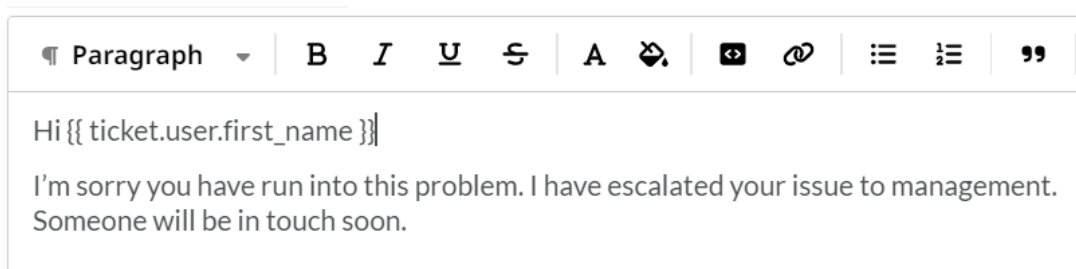 ¶ Paragraph B I U S A 99
Hi {{ ticket.user.first_name }}
I’m sorry you have run into this problem. I have escalated your issue to management.
Someone will be in touch soon.